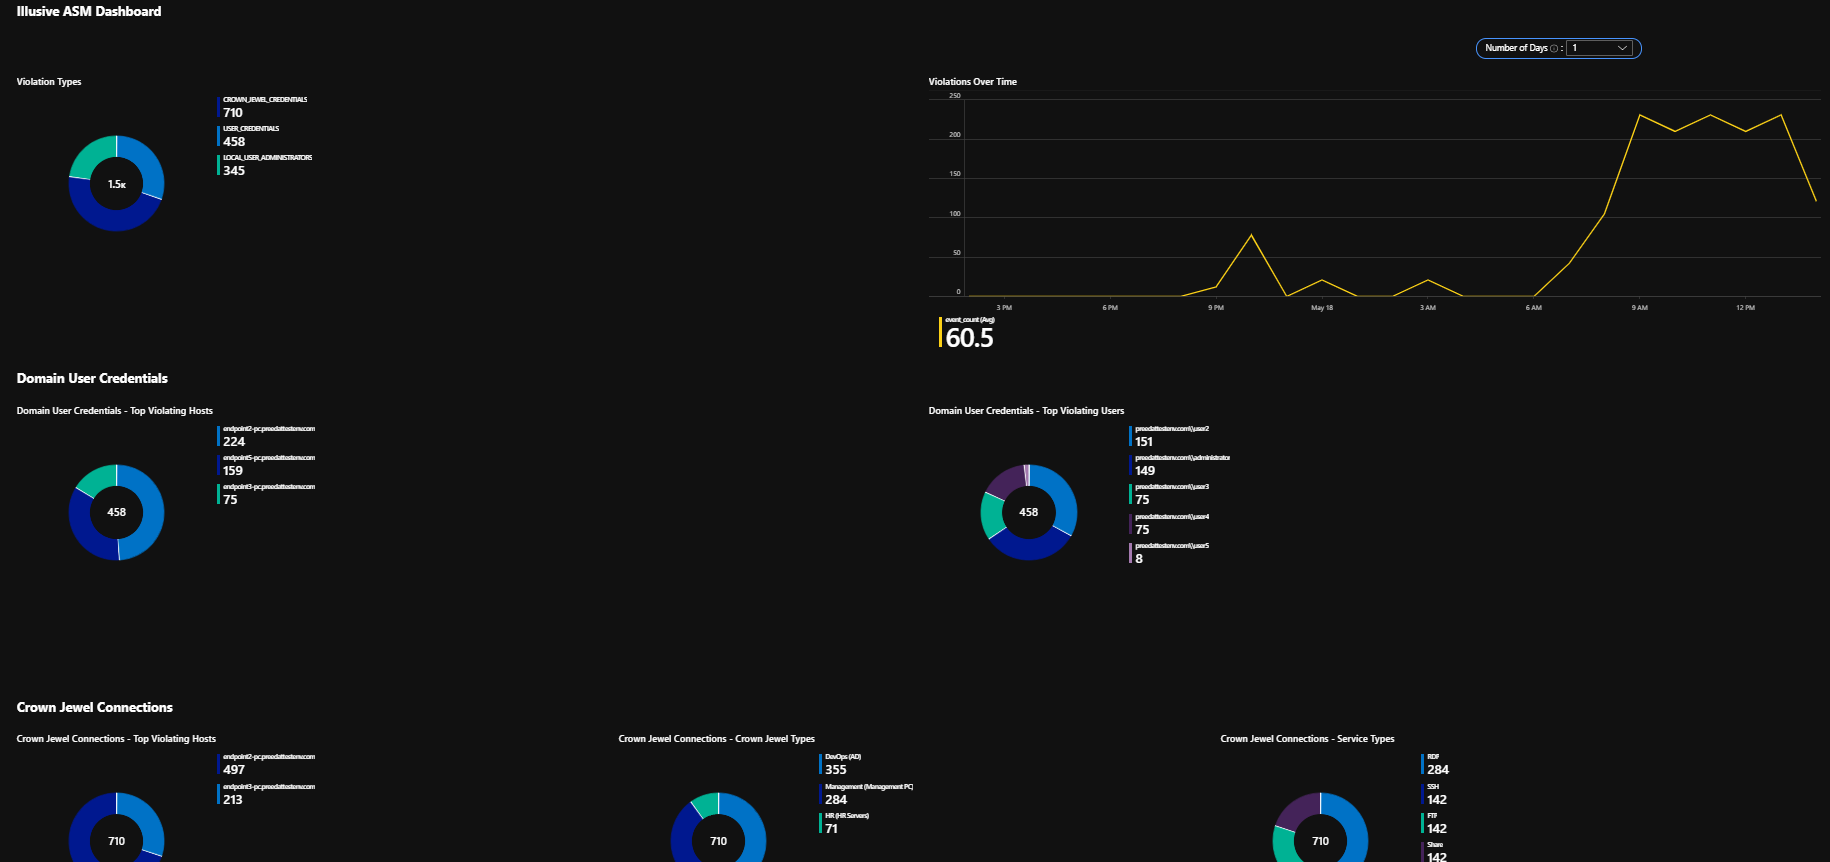 Illusive ASM Dashboard
Number of Days ⓘ : 1
Violation Types
CROWN_JEWEL_CREDENTIALS
710
USER_CREDENTIALS
458
LOCAL_USER_ADMINISTRATORS
345
1.5K
Violations Over Time
250
200
150
100
50
0
3 PM
6 PM
9 PM
May 18
3 AM
6 AM
9 AM
12 PM
event_count (Avg)
60.5
Domain User Credentials
Domain User Credentials - Top Violating Hosts
endpoint2-pc.preedattestenv.com
224
endpoint5-pc.preedattestenv.com
159
endpoint3-pc.preedattestenv.com
75
458
Domain User Credentials - Top Violating Users
preedattestenv.com\\user2
151
preedattestenv.com\\administrator
149
preedattestenv.com\\user3
75
preedattestenv.com\\user4
75
preedattestenv.com\\user5
8
458
Crown Jewel Connections
Crown Jewel Connections - Top Violating Hosts
endpoint2-pc.preedattestenv.com
497
endpoint3-pc.preedattestenv.com
213
710
Crown Jewel Connections - Crown Jewel Types
DevOps (AD)
355
Management (Management PC)
284
HR (HR Servers)
71
710
Crown Jewel Connections - Service Types
RDP
284
SSH
142
FTP
142
Share
142
710